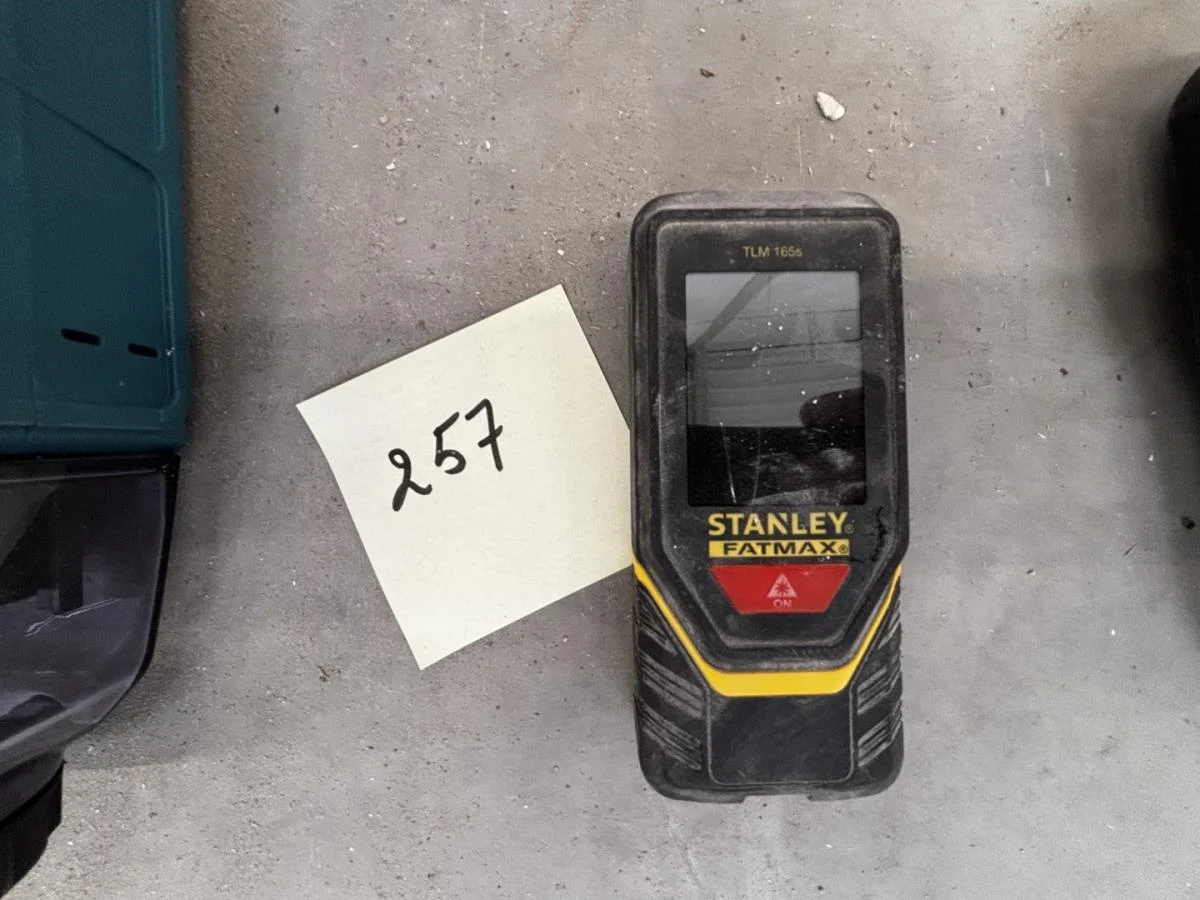 257
TLM 165s
STANLEY®
FATMAX®
ON